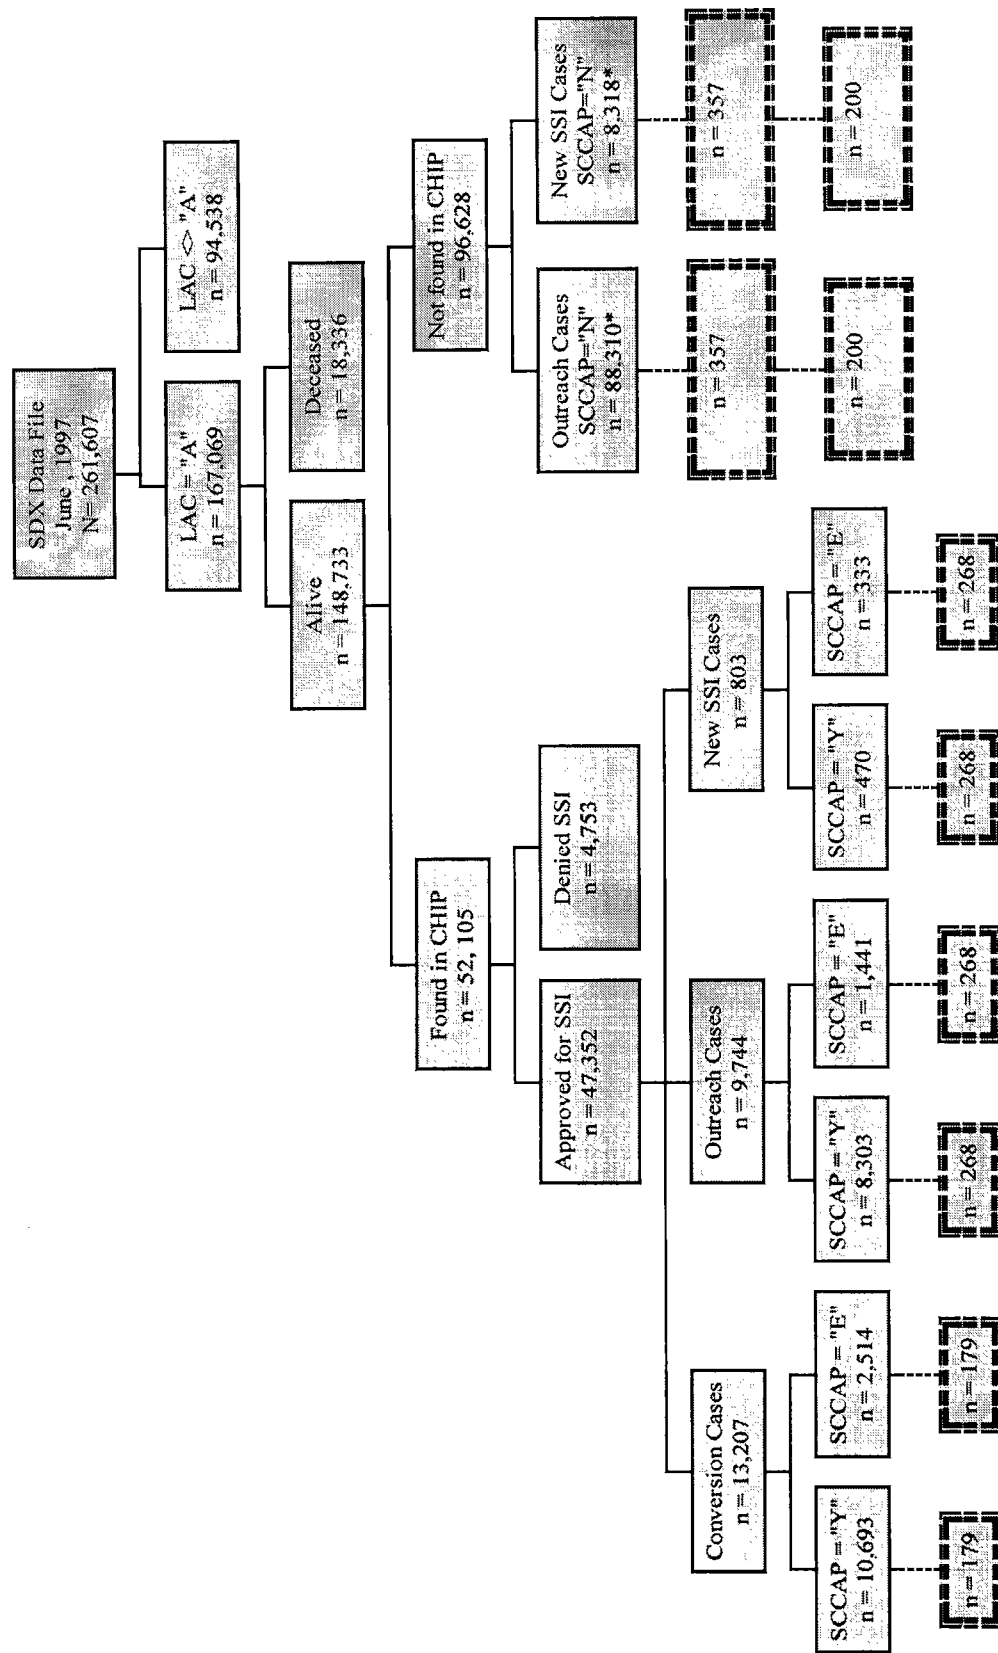 SDX Data File
June , 1997
N= 261,607
LAC = "A"
n = 167,069
LAC <> "A"
n = 94,538
Alive
n = 148,733
Deceased
n = 18,336
Found in CHIP
n = 52, 105
Not found in CHIP
n = 96,628
Approved for SSI
n = 47,352
Denied SSI
n = 4,753
Outreach Cases
SCCAP="N"
n = 88,310*
New SSI Cases
SCCAP="N"
n = 8,318*
Conversion Cases
n = 13,207
Outreach Cases
n = 9,744
New SSI Cases
n = 803
n = 357
n = 357
SCCAP ="Y"
n = 10,693
SCCAP = "E"
n = 2,514
SCCAP = "Y"
n = 8,303
SCCAP = "E"
n = 1,441
SCCAP = "Y"
n = 470
SCCAP = "E"
n = 333
n = 200
n = 200
n = 179
n = 179
n = 268
n = 268
n = 268
n = 268